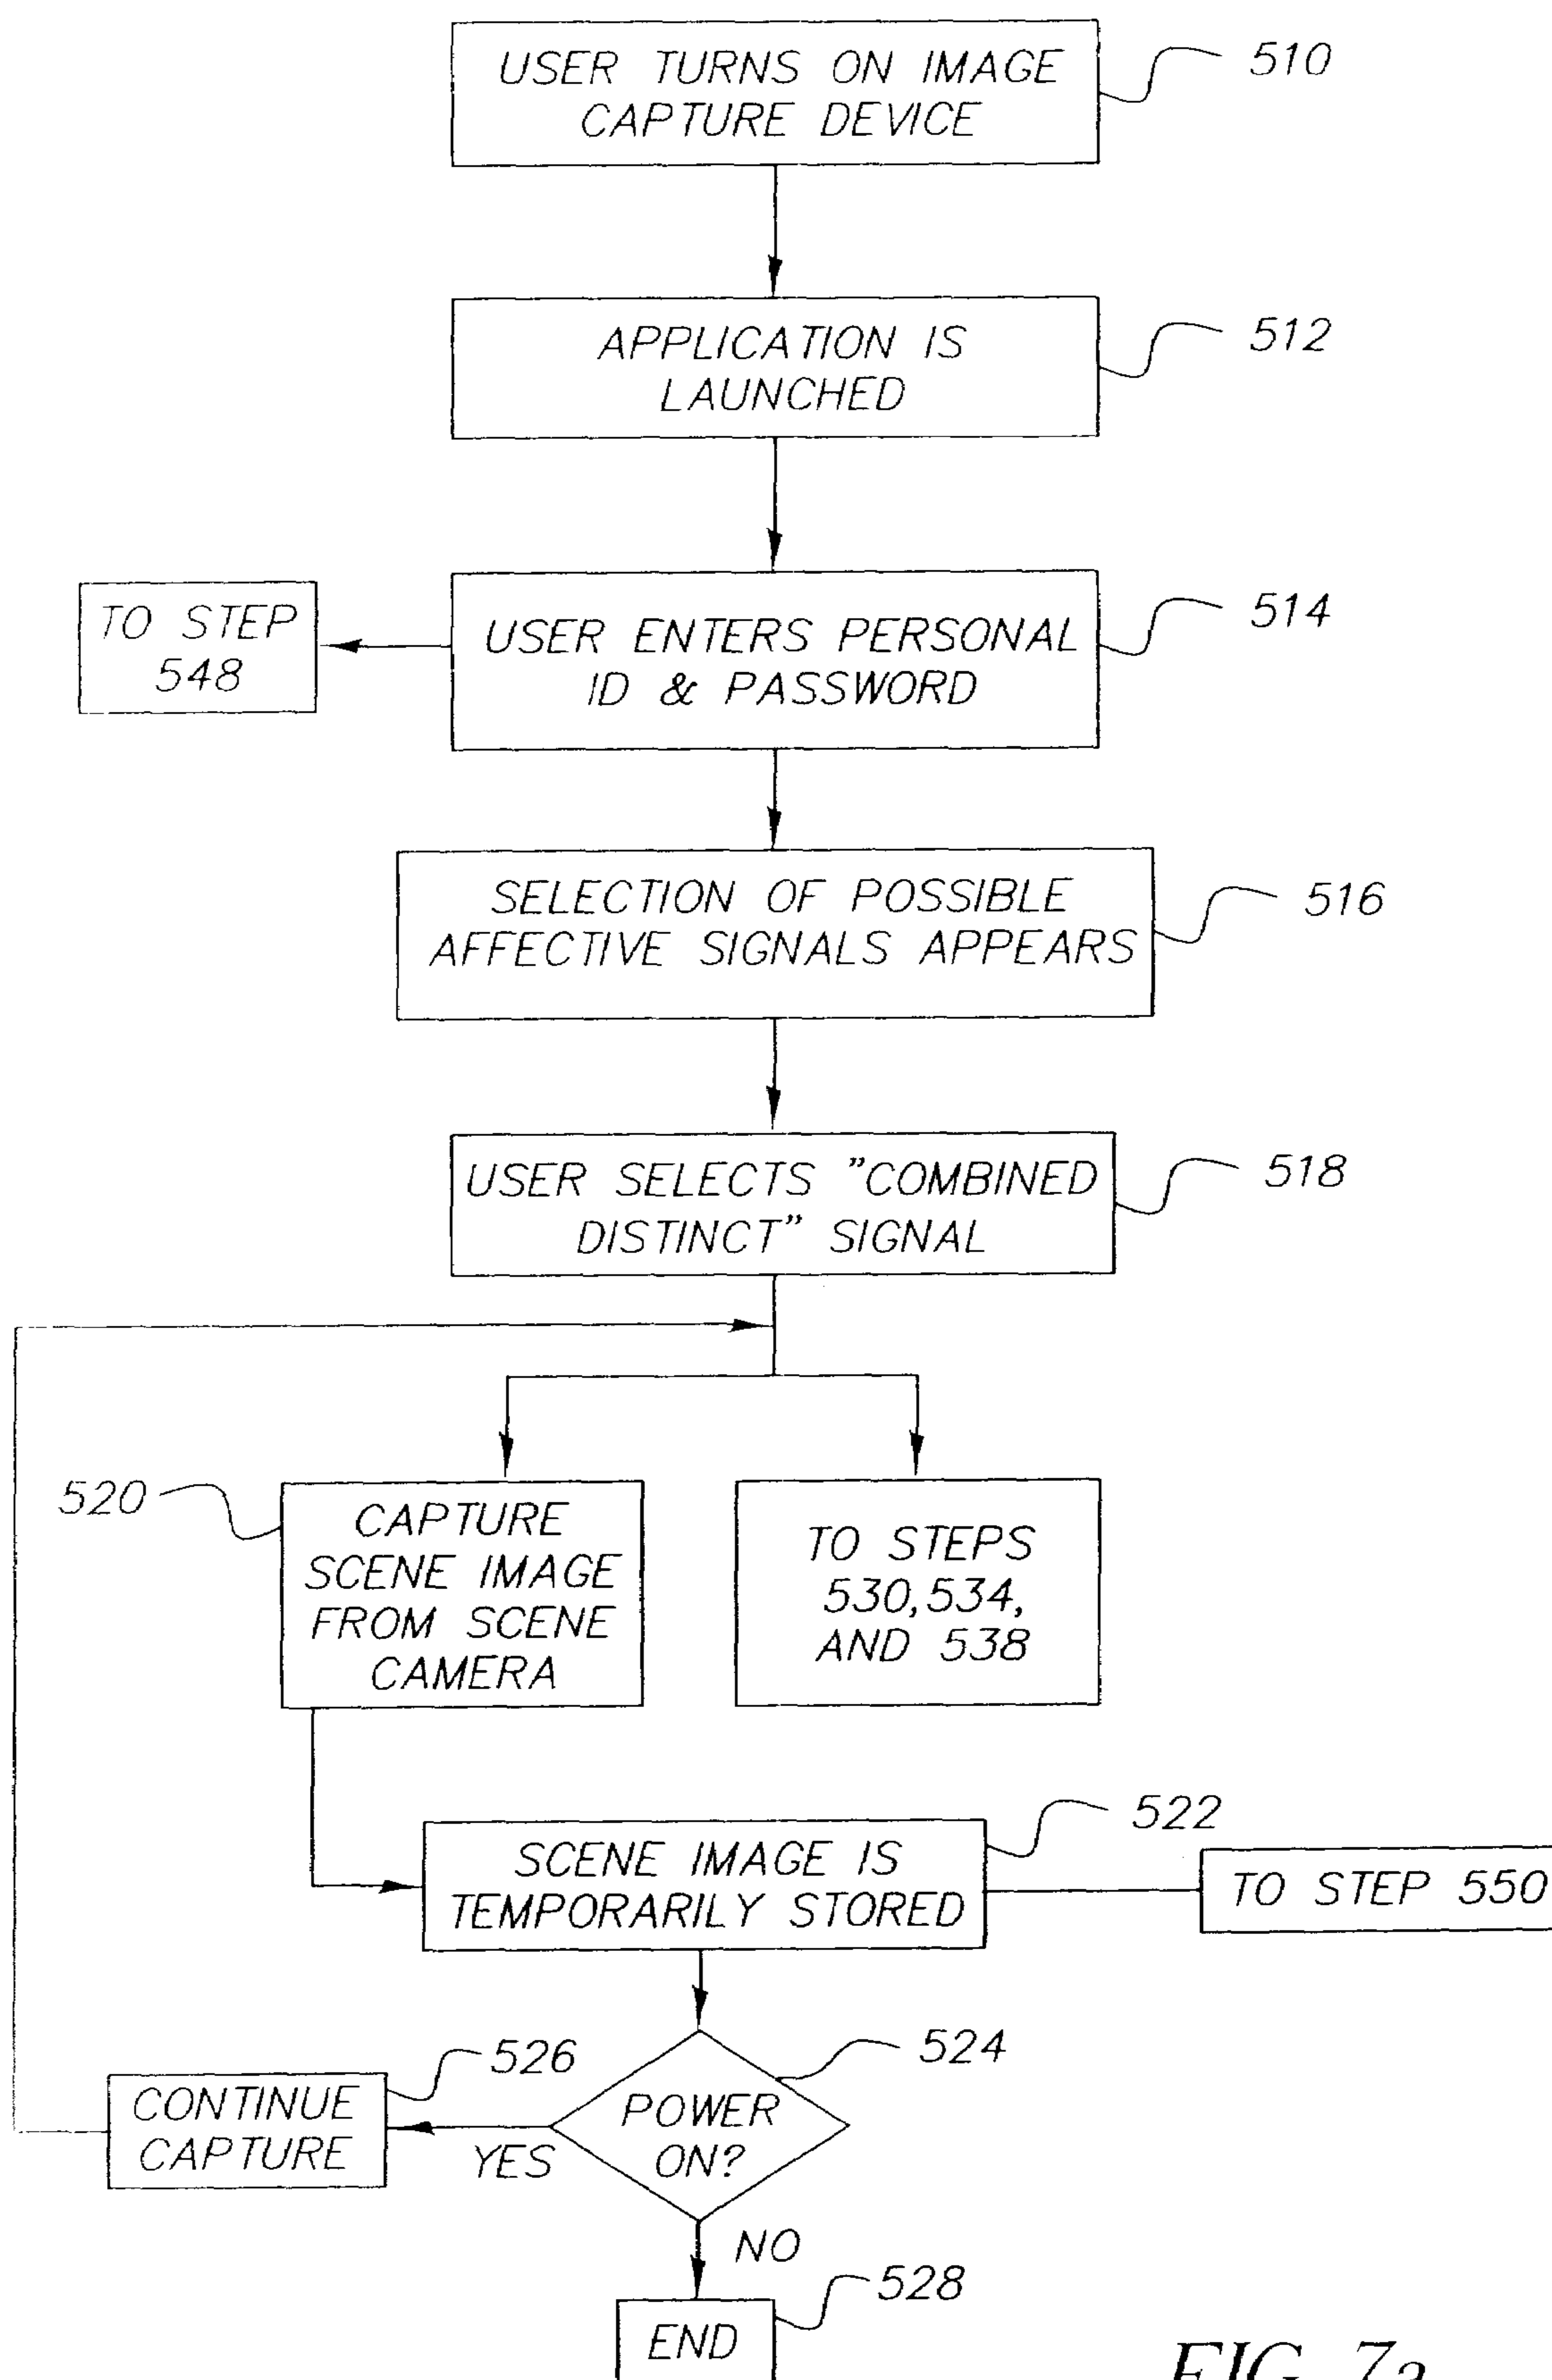 USER TURNS ON IMAGE
CAPTURE DEVICE
510
APPLICATION IS
LAUNCHED
512
TO STEP
548
USER ENTERS PERSONAL
ID & PASSWORD
514
SELECTION OF POSSIBLE
AFFECTIVE SIGNALS APPEARS
516
USER SELECTS "COMBINED
DISTINCT" SIGNAL
518
520
CAPTURE
SCENE IMAGE
FROM SCENE
CAMERA
TO STEPS
530, 534,
AND 538
522
SCENE IMAGE IS
TEMPORARILY STORED
TO STEP 550
524
POWER
ON?
526
CONTINUE
CAPTURE
YES
NO
528
END
FIG. 7a